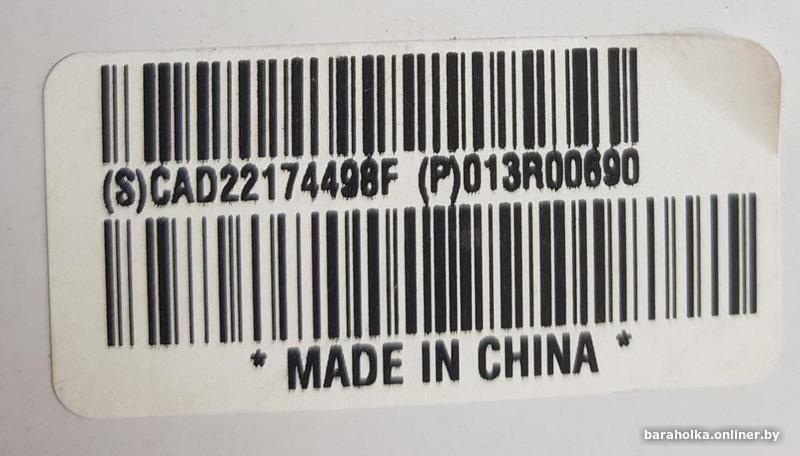 (S)CAD22174498F (P)013R00690
* MADE IN CHINA *
baraholka.onliner.by